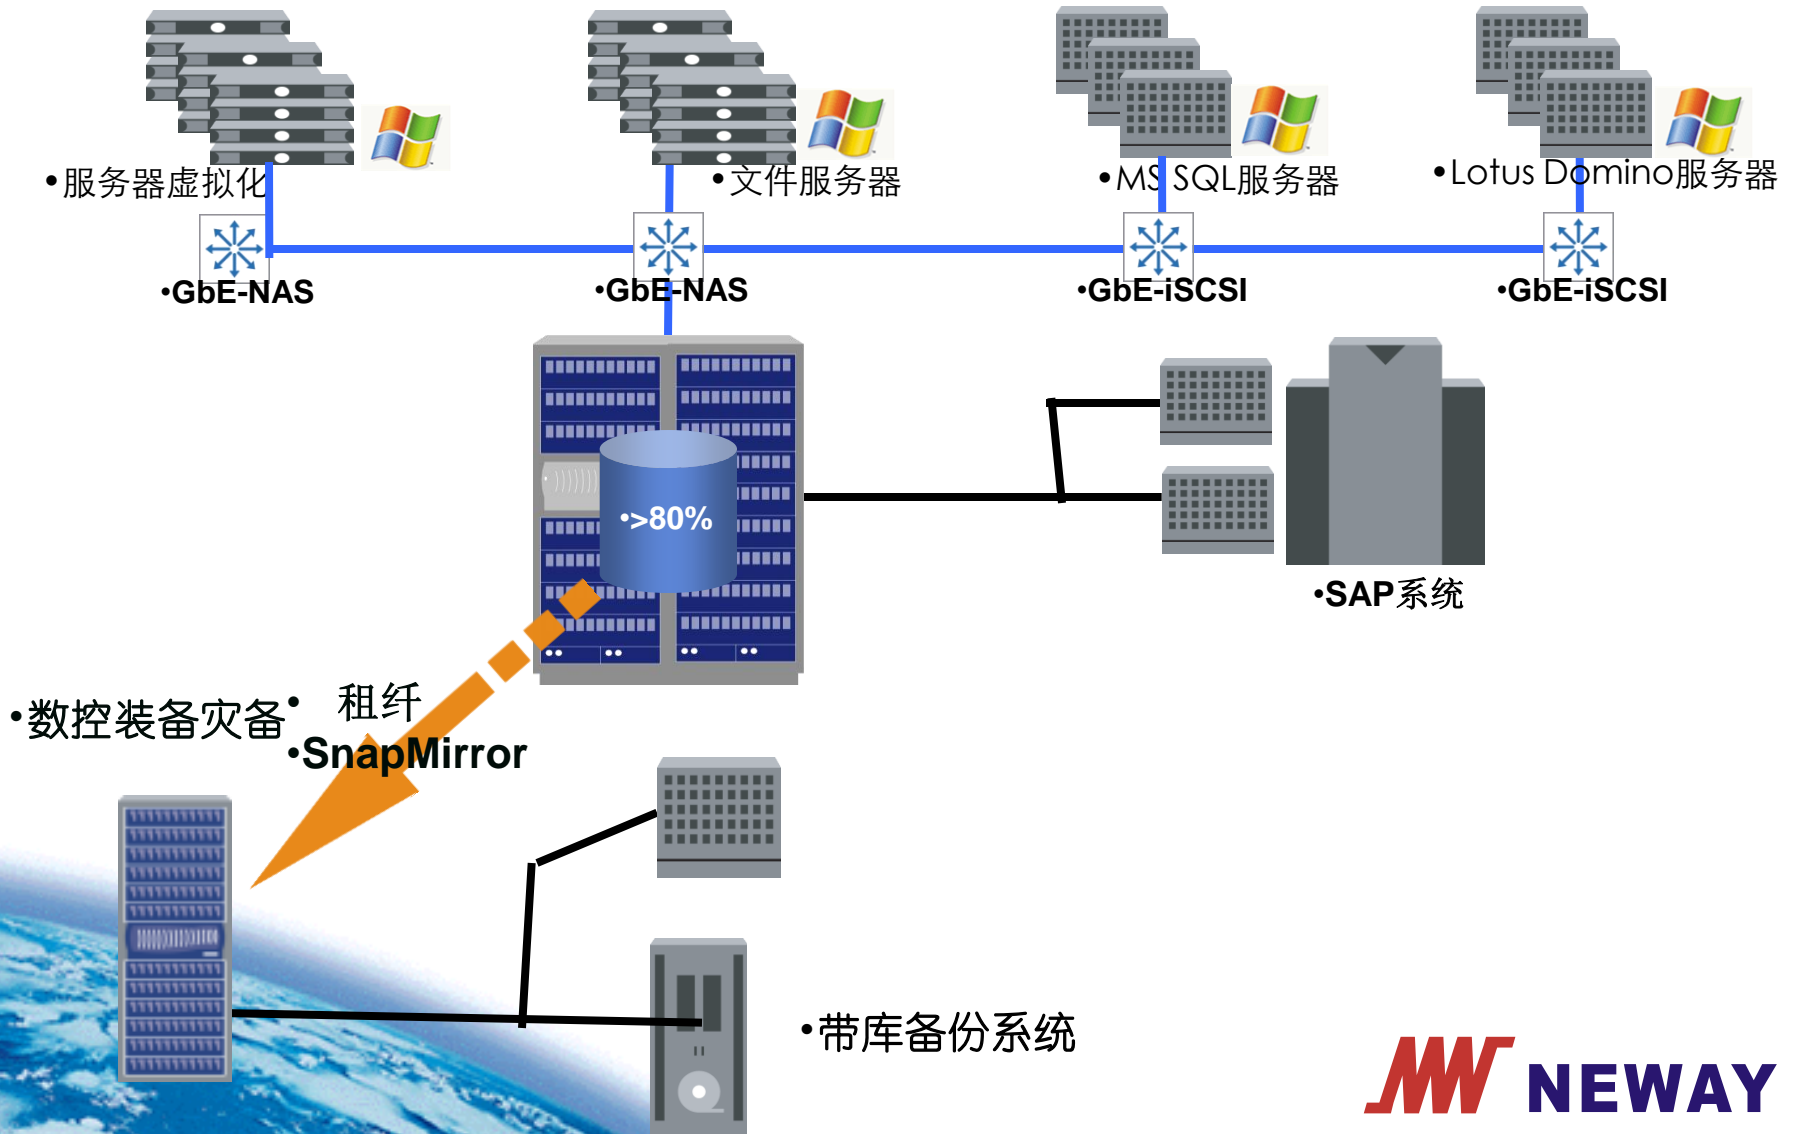 •服务器虚拟化
•文件服务器
•MS SQL服务器
•Lotus Domino服务器
•GbE-NAS
•GbE-NAS
•GbE-iSCSI
•GbE-iSCSI
•>80%
•SAP系统
•数控装备灾备
• 租纤
•SnapMirror
•带库备份系统
NEWAY